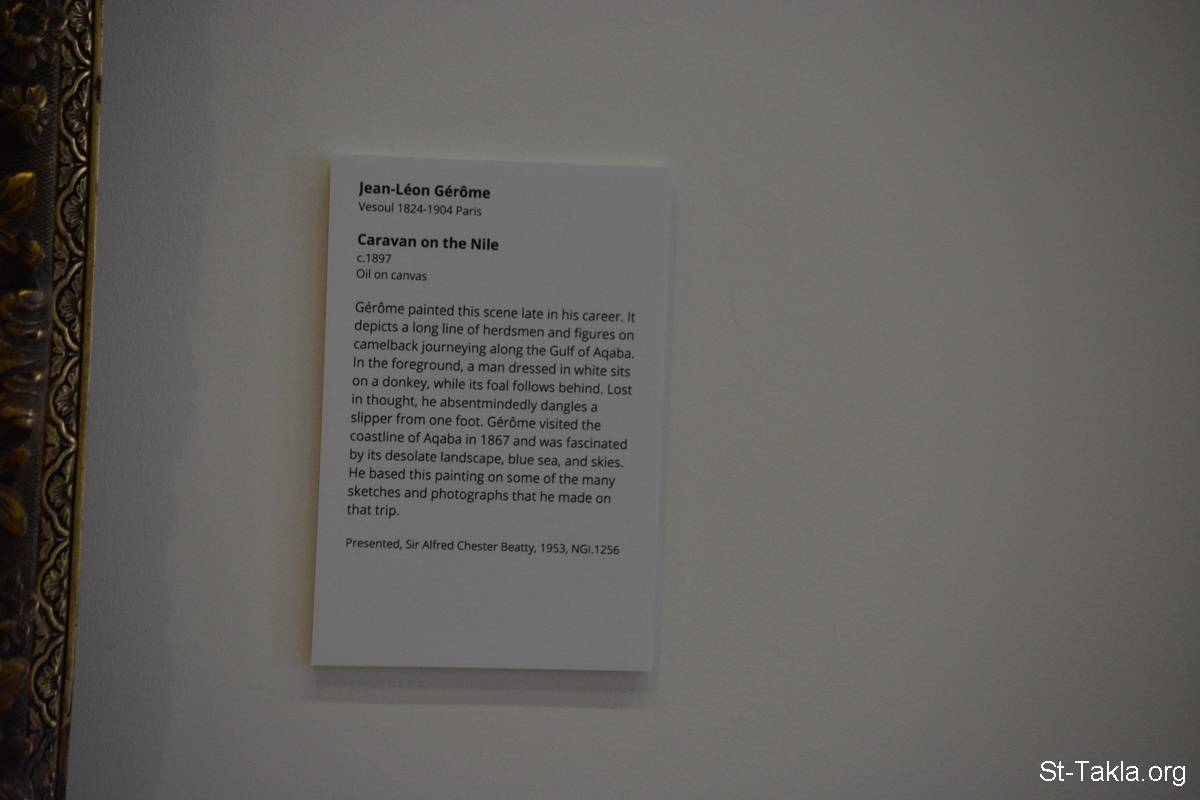 Jean-Léon Gérôme
Vesoul 1824-1904 Paris
Caravan on the Nile
c.1897
Oil on canvas
Gérôme painted this scene late in his career. It
depicts a long line of herdsmen and figures on
camelback journeying along the Gulf of Aqaba.
In the foreground, a man dressed in white sits
on a donkey, while its foal follows behind. Lost
in thought, he absentmindedly dangles a
slipper from one foot. Gérôme visited the
coastline of Aqaba in 1867 and was fascinated
by its desolate landscape, blue sea, and skies.
He based this painting on some of the many
sketches and photographs that he made on
that trip.
Presented, Sir Alfred Chester Beatty, 1953, NGI.1256
St-Takla.org